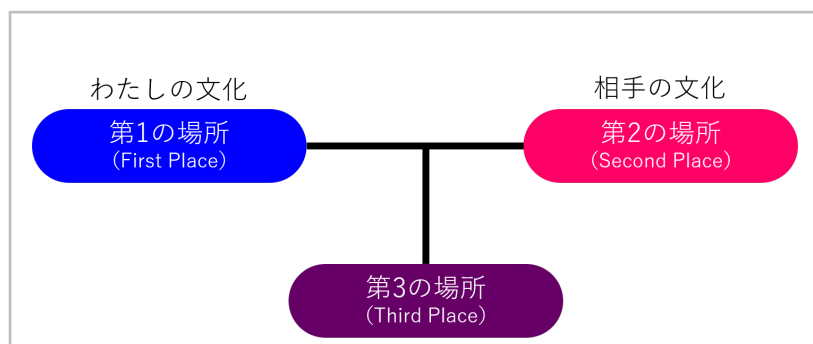 わたしの文化
相手の文化
第1の場所
(First Place)
第2の場所
(Second Place)
第3の場所
(Third Place)